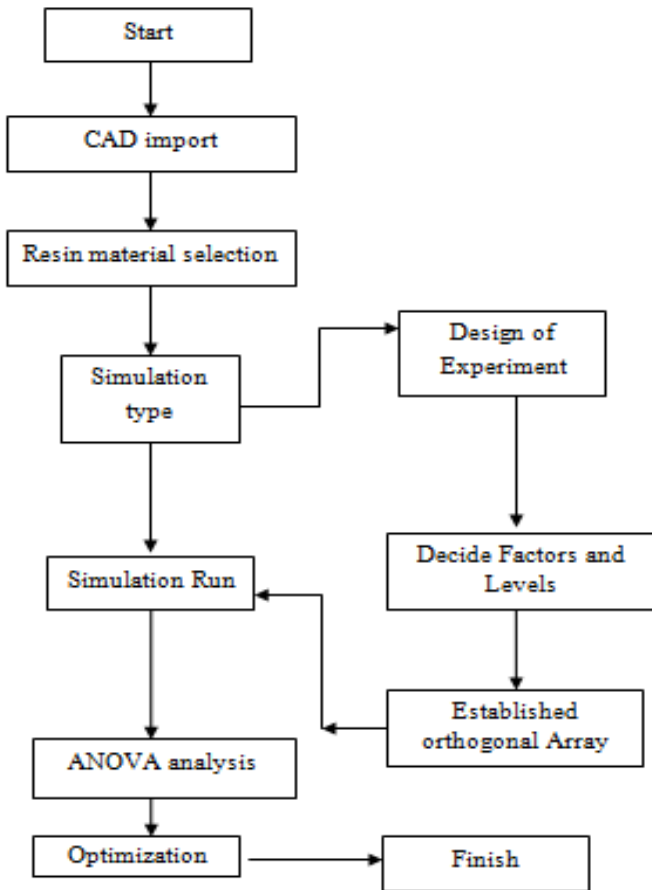 Start
CAD import
Resin material selection
Simulation
type
Design of
Experiment
Decide Factors and
Levels
Established
orthogonal Array
Simulation Run
ANOVA analysis
Optimization
Finish